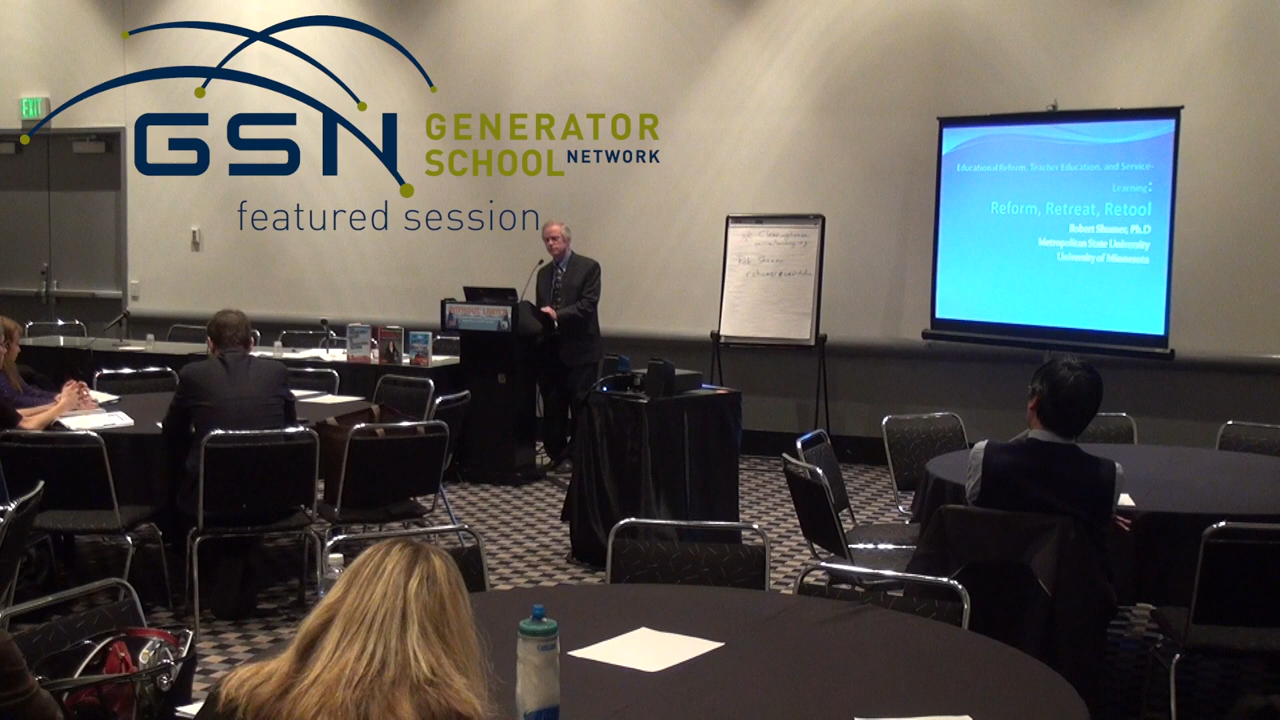 EXIT
GSN GENERATOR
SCHOOL NETWORK
featured session
Educational Reform, Teacher Education, and Service-
Learning:
Reform, Retreat, Retool
Robert Shumer, Ph.D
Metropolitan State University
University of Minnesota